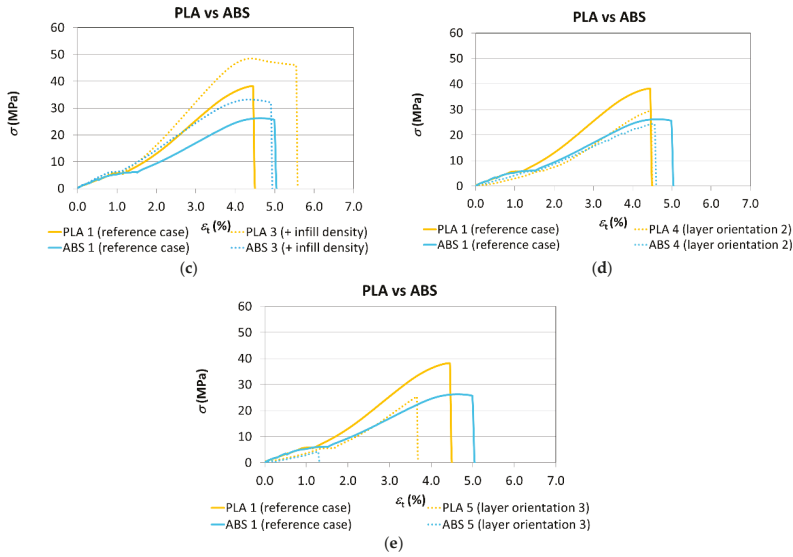 PLA vs ABS
60
50
40
30
20
10
0
σ (MPa)
0.0 1.0 2.0 3.0 4.0 5.0 6.0 7.0
εt (%)
PLA 1 (reference case) PLA 3 (+ infill density)
ABS 1 (reference case) ABS 3 (+ infill density)
(c)
PLA vs ABS
60
50
40
30
20
10
0
σ (MPa)
0.0 1.0 2.0 3.0 4.0 5.0 6.0 7.0
εt (%)
PLA 1 (reference case) PLA 4 (layer orientation 2)
ABS 1 (reference case) ABS 4 (layer orientation 2)
(d)
PLA vs ABS
60
50
40
30
20
10
0
σ (MPa)
0.0 1.0 2.0 3.0 4.0 5.0 6.0 7.0
εt (%)
PLA 1 (reference case) PLA 5 (layer orientation 3)
ABS 1 (reference case) ABS 5 (layer orientation 3)
(e)